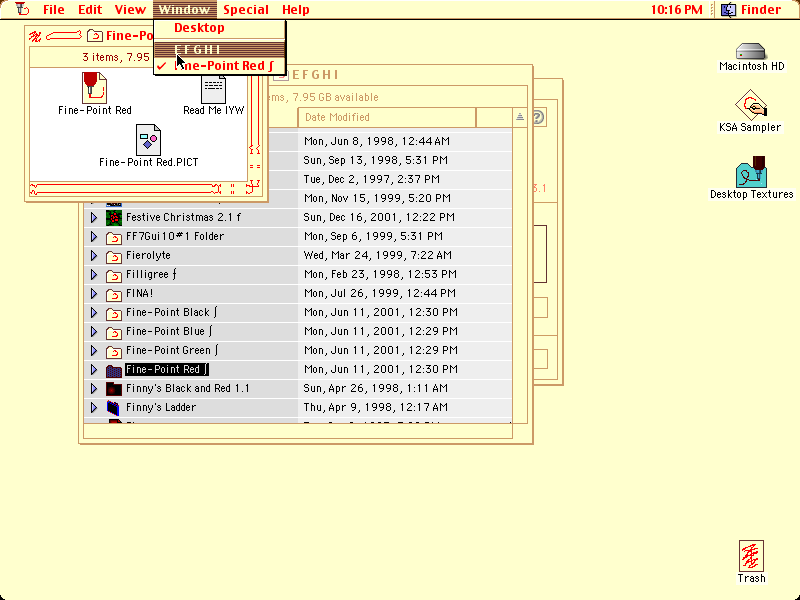 File Edit View Window Special Help 10:16 PM Finder
Desktop
E F G H I
Fine-Point Red ʃ
Fine-Po
3 items, 7.95
Fine-Point Red
Read Me IYW
Fine-Point Red.PICT
E F G H I
ms, 7.95 GB available
Date Modified
Mon, Jun 8, 1998, 12:44 AM
Sun, Sep 13, 1998, 5:31 PM
Tue, Dec 2, 1997, 2:37 PM
Mon, Nov 15, 1999, 5:20 PM
Festive Christmas 2.1 f Sun, Dec 16, 2001, 12:22 PM
FF7Gui10#1 Folder Mon, Sep 6, 1999, 5:31 PM
Fierolyte Wed, Mar 24, 1999, 7:22 AM
Filligree ƒ Mon, Feb 23, 1998, 12:53 PM
FINA! Mon, Jul 26, 1999, 12:44 PM
Fine-Point Black ʃ Mon, Jun 11, 2001, 12:30 PM
Fine-Point Blue ʃ Mon, Jun 11, 2001, 12:30 PM
Fine-Point Green ʃ Mon, Jun 11, 2001, 12:29 PM
Fine-Point Red ʃ Mon, Jun 11, 2001, 12:30 PM
Finny's Black and Red 1.1 Sun, Apr 26, 1998, 1:11 AM
Finny's Ladder Thu, Apr 9, 1998, 12:17 AM
3.1
Macintosh HD
KSA Sampler
Desktop Textures
Trash